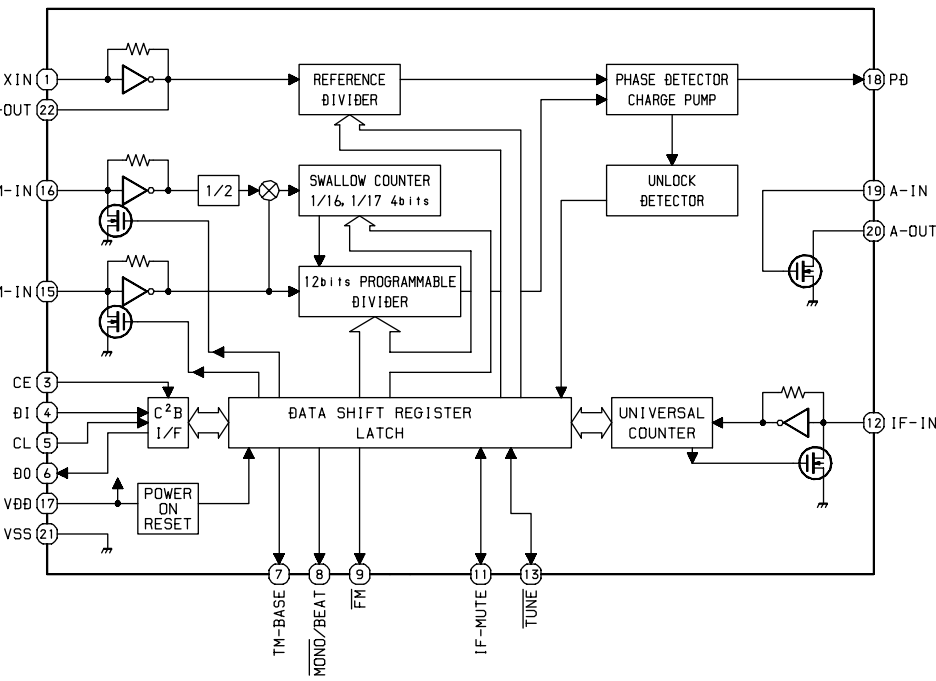 XIN 1
-OUT 22
REFERENCE
DIVIDER
PHASE DETECTOR
CHARGE PUMP
18 PD
M-IN 16
1/2
SWALLOW COUNTER
1/16, 1/17 4bits
UNLOCK
DETECTOR
19 A-IN
20 A-OUT
M-IN 15
12bits PROGRAMMABLE
DIVIDER
CE 3
DI 4
CL 5
DO 6
VDD 17
VSS 21
C²B
I/F
DATA SHIFT REGISTER
LATCH
UNIVERSAL
COUNTER
12 IF-IN
POWER
ON
RESET
7 TM-BASE
8 MONO/BEAT
9 FM
11 IF-MUTE
13 TUNE